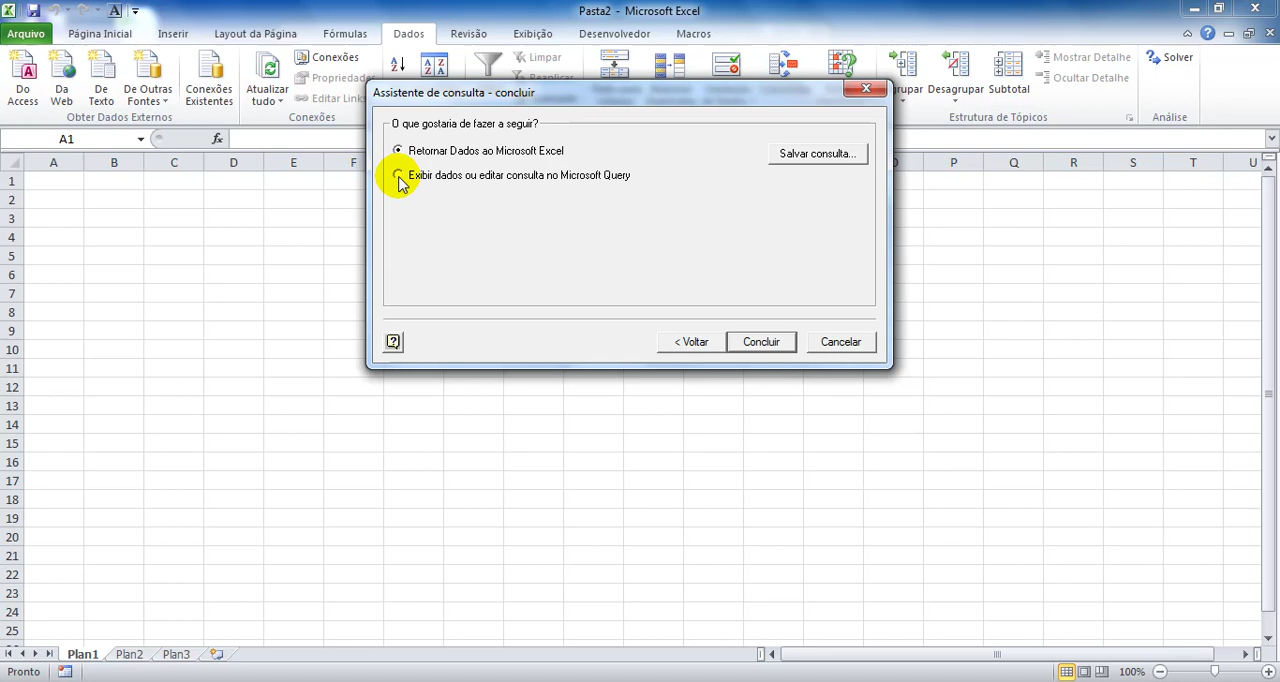 Pasta2 - Microsoft Excel
Arquivo Página Inicial Inserir Layout da Página Fórmulas Dados Revisão Exibição Desenvolvedor Macros
Do Access
Da Web
De Texto
De Outras Fontes
Conexões Existentes
Obter Dados Externos
Atualizar tudo
Conexões
Propriedades
Editar Links
Conexões
Limpar
Reaplicar
Agrupar
Desagrupar
Subtotal
Mostrar Detalhe
Ocultar Detalhe
Estrutura de Tópicos
Solver
Análise
A1
fx
Assistente de consulta - concluir
O que gostaria de fazer a seguir?
Retornar Dados ao Microsoft Excel
Salvar consulta...
Exibir dados ou editar consulta no Microsoft Query
< Voltar Concluir Cancelar
A B C D E F P Q R S T U
1
2
3
4
5
6
7
8
9
10
11
12
13
14
15
16
17
18
19
20
21
22
23
24
25
Plan1 Plan2 Plan3
Pronto
100%